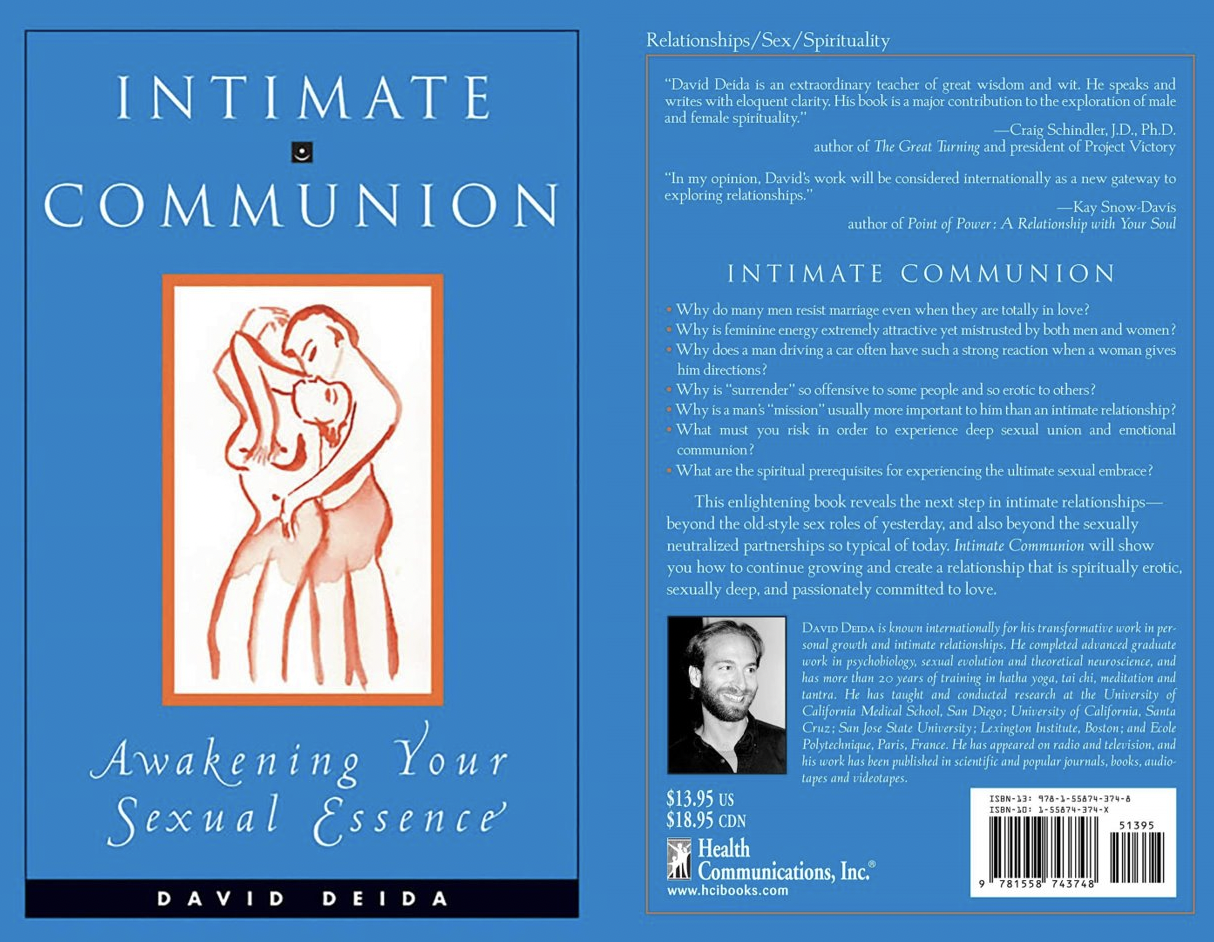 INTIMATE
COMMUNION
Awakening Your
Sexual Essence
DAVID DEIDA
Relationships/Sex/Spirituality
“David Deida is an extraordinary teacher of great wisdom and wit. He speaks and
writes with eloquent clarity. His book is a major contribution to the exploration of male
and female spirituality.”
—Craig Schindler, J.D., Ph.D.
author of The Great Turning and president of Project Victory
“In my opinion, David’s work will be considered internationally as a new gateway to
exploring relationships.”
—Kay Snow-Davis
author of Point of Power: A Relationship with Your Soul
INTIMATE COMMUNION
• Why do many men resist marriage even when they are totally in love?
• Why is feminine energy extremely attractive yet mistrusted by both men and women?
• Why does a man driving a car often have such a strong reaction when a woman gives
him directions?
• Why is “surrender” so offensive to some people and so erotic to others?
• Why is a man’s “mission” usually more important to him than an intimate relationship?
• What must you risk in order to experience deep sexual union and emotional
communion?
• What are the spiritual prerequisites for experiencing the ultimate sexual embrace?
This enlightening book reveals the next step in intimate relationships—
beyond the old-style sex roles of yesterday, and also beyond the sexually
neutralized partnerships so typical of today. Intimate Communion will show
you how to continue growing and create a relationship that is spiritually erotic,
sexually deep, and passionately committed to love.
DAVID DEIDA is known internationally for his transformative work in per-
sonal growth and intimate relationships. He completed advanced graduate
work in psychobiology, sexual evolution and theoretical neuroscience, and
has more than 20 years of training in hatha yoga, tai chi, meditation and
tantra. He has taught and conducted research at the University of
California Medical School, San Diego; University of California, Santa
Cruz; San Jose State University; Lexington Institute, Boston; and Ecole
Polytechnique, Paris, France. He has appeared on radio and television, and
his work has been published in scientific and popular journals, books, audio-
tapes and videotapes.
$13.95 US
$18.95 CDN
Health
Communications, Inc.®
www.hcibooks.com
ISBN-13: 978-1-55874-374-8
ISBN-10: 1-55874-374-X
51395
9 781558 743748